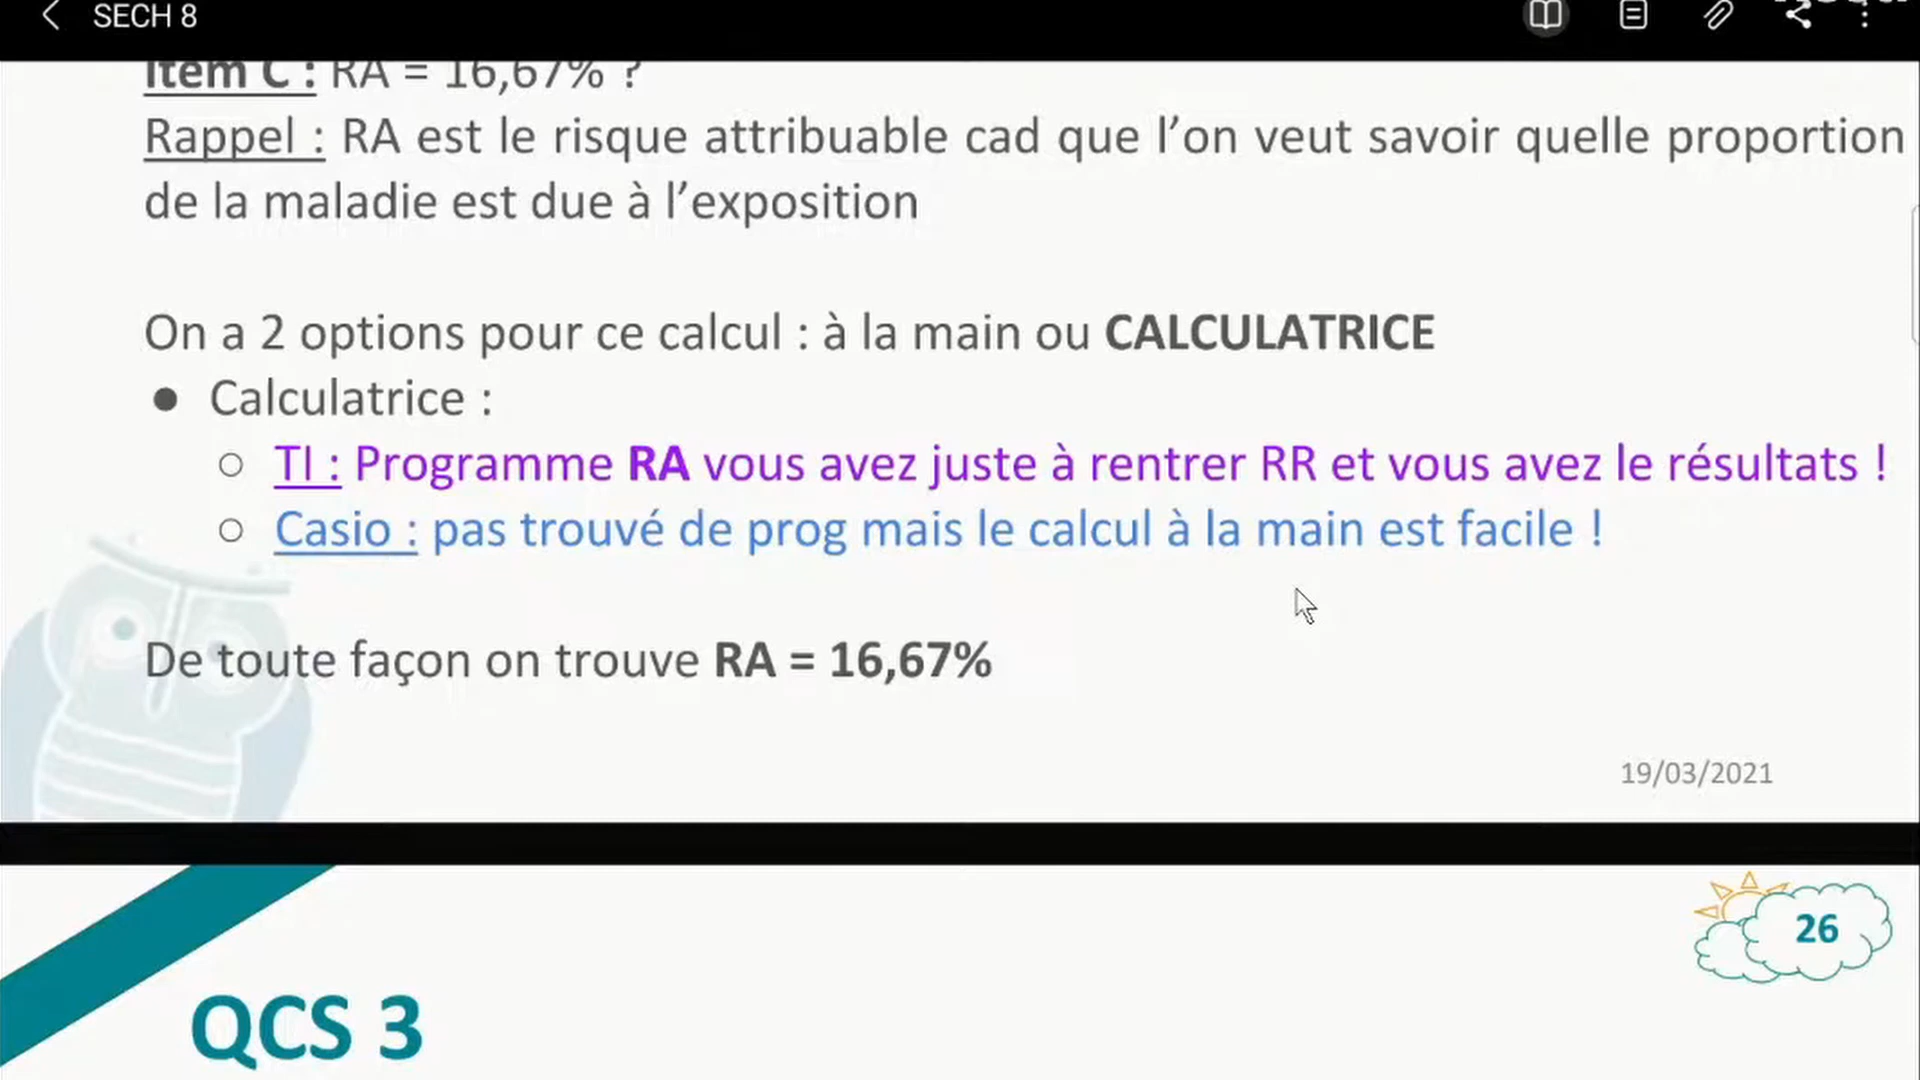 SECH 8
Item C : RA = 16,67% ?
Rappel : RA est le risque attribuable cad que l’on veut savoir quelle proportion
de la maladie est due à l’exposition
On a 2 options pour ce calcul : à la main ou CALCULATRICE
● Calculatrice :
○ TI : Programme RA vous avez juste à rentrer RR et vous avez le résultats !
○ Casio : pas trouvé de prog mais le calcul à la main est facile !
De toute façon on trouve RA = 16,67%
19/03/2021
26
QCS 3